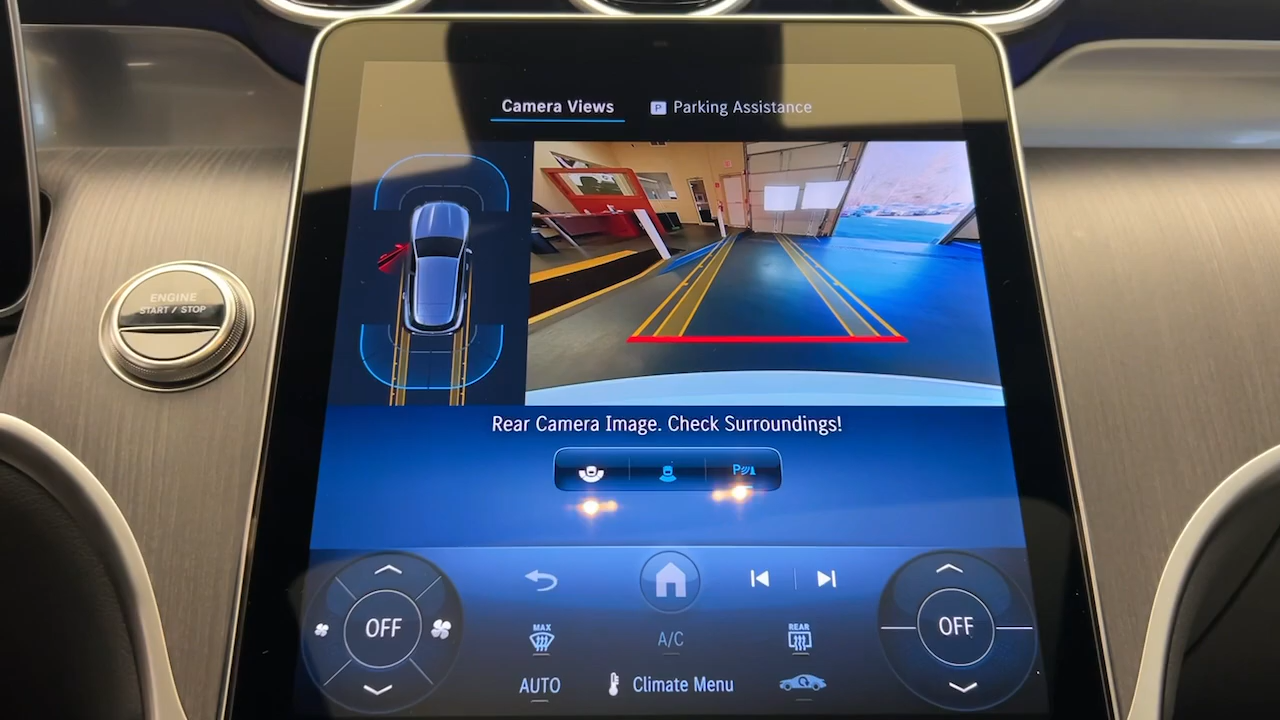 Camera Views
P Parking Assistance
ENGINE
START / STOP
Rear Camera Image. Check Surroundings!
P
OFF
OFF
MAX
A/C
REAR
AUTO
Climate Menu